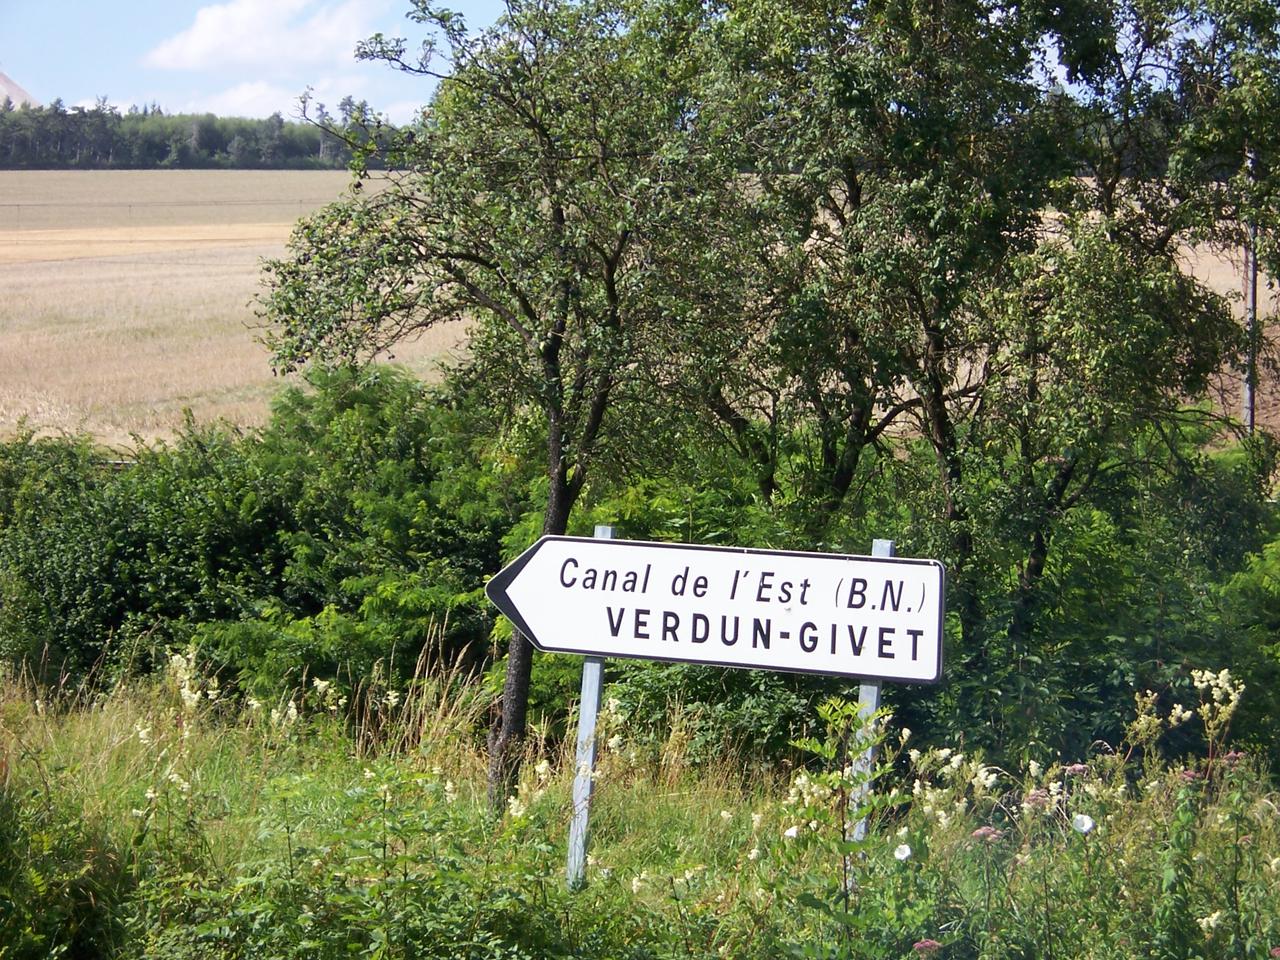 Canal de l'Est (B.N.)
VERDUN-GIVET